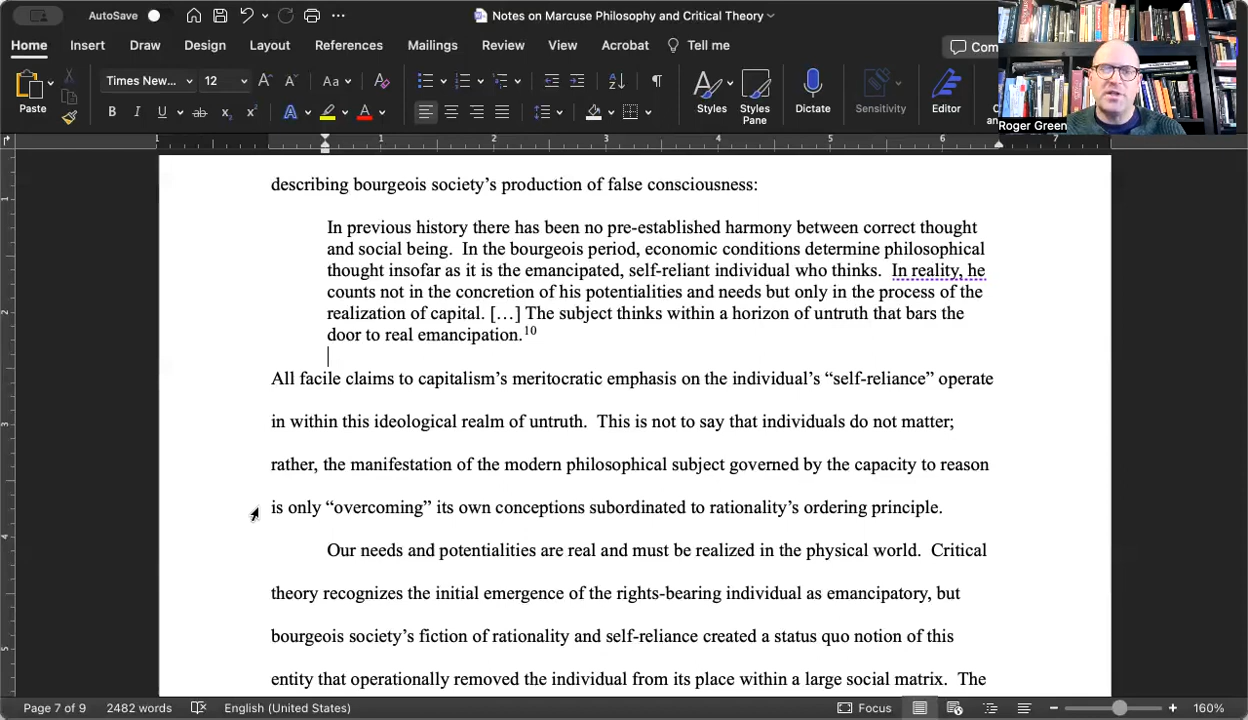 AutoSave
Notes on Marcuse Philosophy and Critical Theory
Home Insert Draw Design Layout References Mailings Review View Acrobat Tell me
Times New... 12 Aa
Paste Styles Styles Pane Dictate Sensitivity Editor
B I U ab x₂ x² A A
Roger Green
1 1 2 3 4 5 6 7
describing bourgeois society’s production of false consciousness:
In previous history there has been no pre-established harmony between correct thought
and social being. In the bourgeois period, economic conditions determine philosophical
thought insofar as it is the emancipated, self-reliant individual who thinks. In reality, he
counts not in the concretion of his potentialities and needs but only in the process of the
realization of capital. […] The subject thinks within a horizon of untruth that bars the
door to real emancipation.¹⁰
All facile claims to capitalism’s meritocratic emphasis on the individual’s “self-reliance” operate
in within this ideological realm of untruth. This is not to say that individuals do not matter;
rather, the manifestation of the modern philosophical subject governed by the capacity to reason
is only “overcoming” its own conceptions subordinated to rationality’s ordering principle.
Our needs and potentialities are real and must be realized in the physical world. Critical
theory recognizes the initial emergence of the rights-bearing individual as emancipatory, but
bourgeois society’s fiction of rationality and self-reliance created a status quo notion of this
entity that operationally removed the individual from its place within a large social matrix. The
Page 7 of 9 2482 words English (United States) Focus 160%